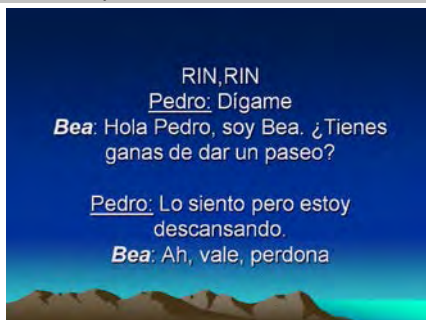 RIN,RIN
Pedro: Dígame
Bea: Hola Pedro, soy Bea. ¿Tienes
ganas de dar un paseo?
Pedro: Lo siento pero estoy
descansando.
Bea: Ah, vale, perdona